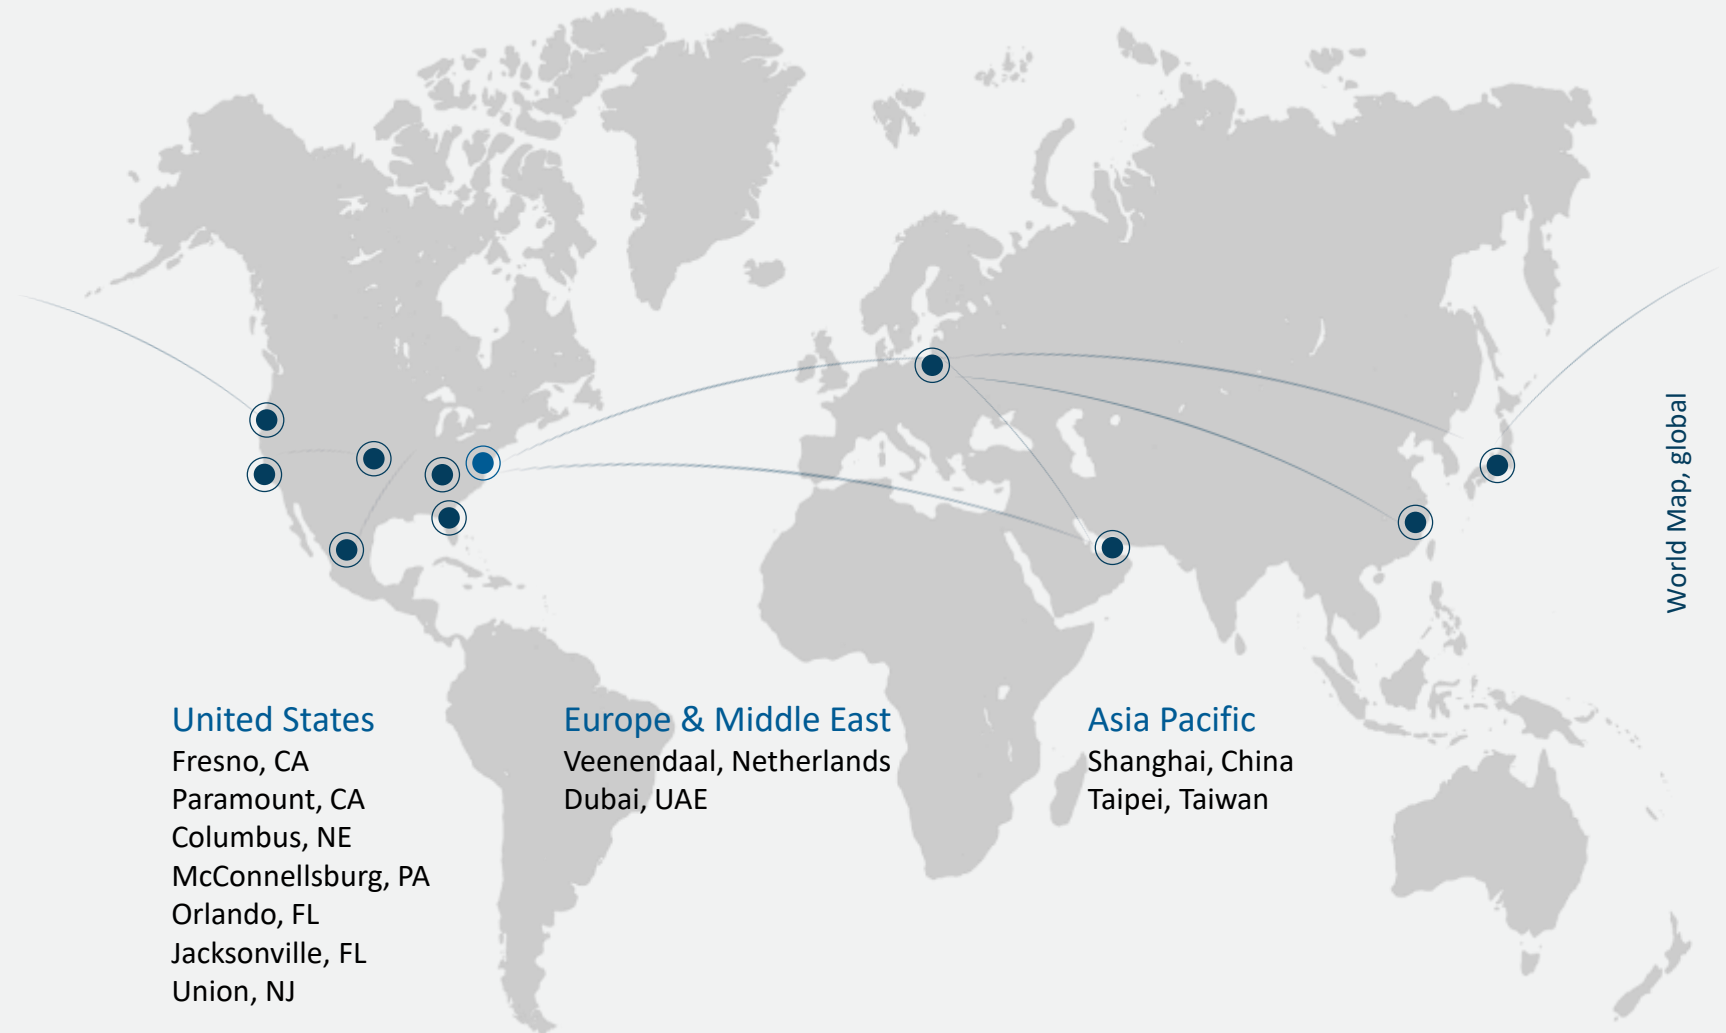 United States
Fresno, CA
Paramount, CA
Columbus, NE
McConnellsburg, PA
Orlando, FL
Jacksonville, FL
Union, NJ
Europe & Middle East
Veenendaal, Netherlands
Dubai, UAE
Asia Pacific
Shanghai, China
Taipei, Taiwan
World Map, global